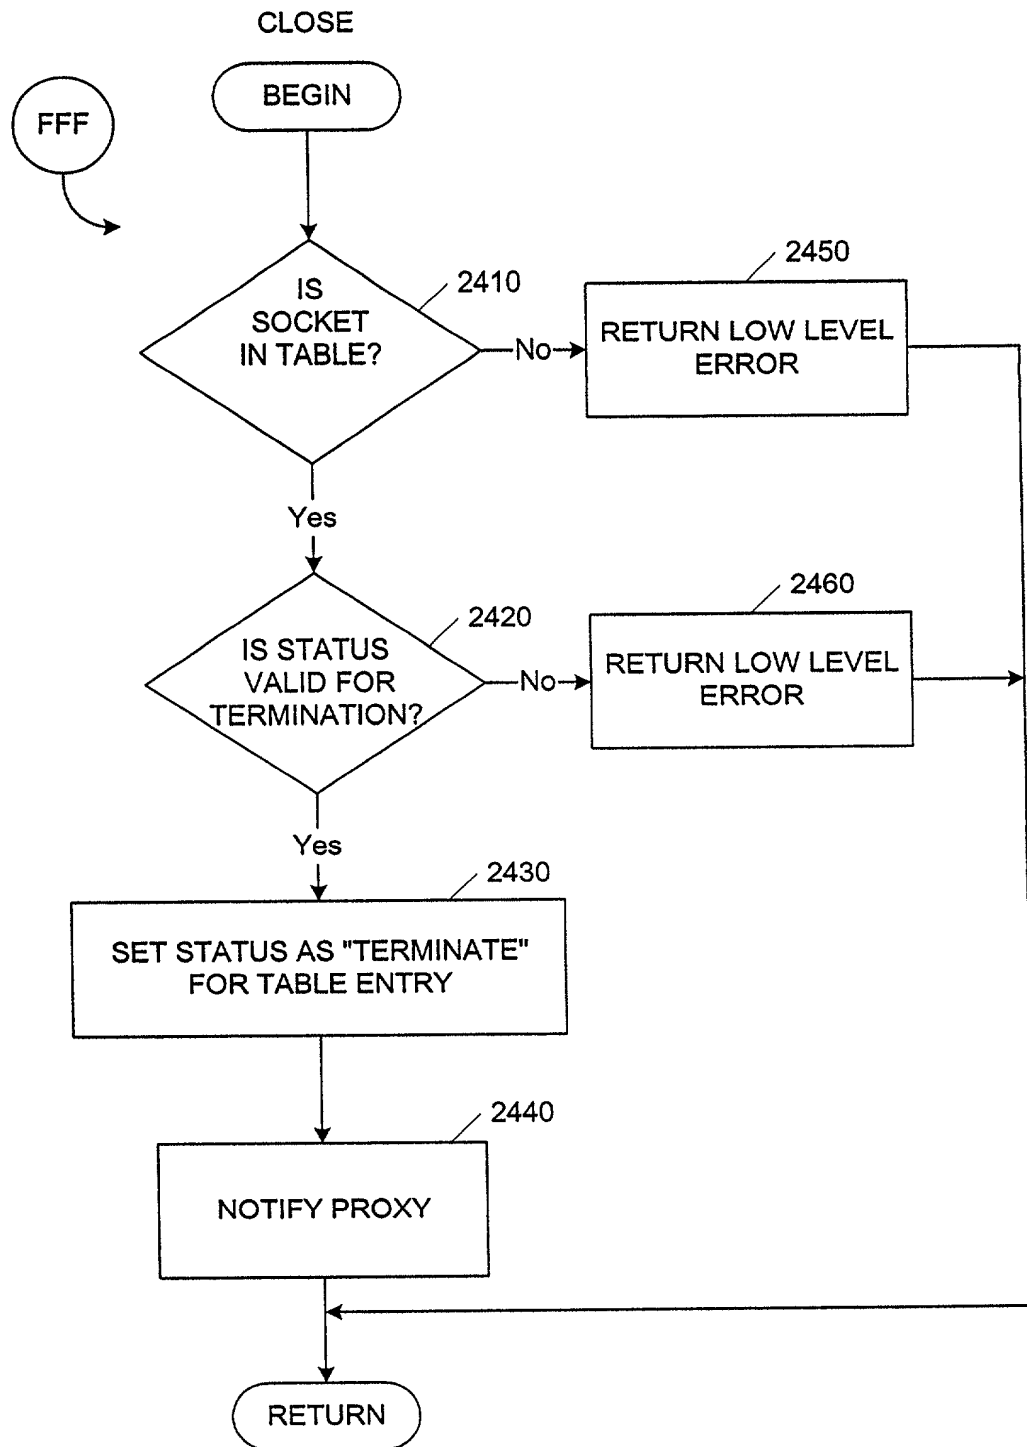 CLOSE
BEGIN
FFF
2410
IS
SOCKET
IN TABLE?
No
2450
RETURN LOW LEVEL
ERROR
Yes
2420
IS STATUS
VALID FOR
TERMINATION?
No
2460
RETURN LOW LEVEL
ERROR
Yes
2430
SET STATUS AS "TERMINATE"
FOR TABLE ENTRY
2440
NOTIFY PROXY
RETURN